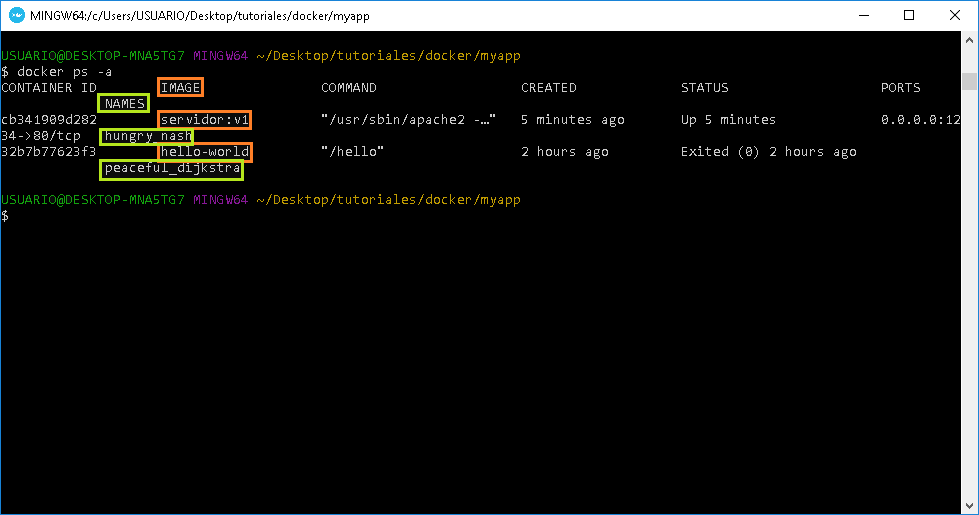 MINGW64:/c/Users/USUARIO/Desktop/tutoriales/docker/myapp
USUARIO@DESKTOP-MNA5TG7 MINGW64 ~/Desktop/tutoriales/docker/myapp
$ docker ps -a
CONTAINER ID IMAGE COMMAND CREATED STATUS PORTS
NAMES
cb341909d282 servidor:v1 "/usr/sbin/apache2 -…" 5 minutes ago Up 5 minutes 0.0.0.0:12
34->80/tcp hungry_nash
32b7b77623f3 hello-world "/hello" 2 hours ago Exited (0) 2 hours ago
peaceful_dijkstra
USUARIO@DESKTOP-MNA5TG7 MINGW64 ~/Desktop/tutoriales/docker/myapp
$